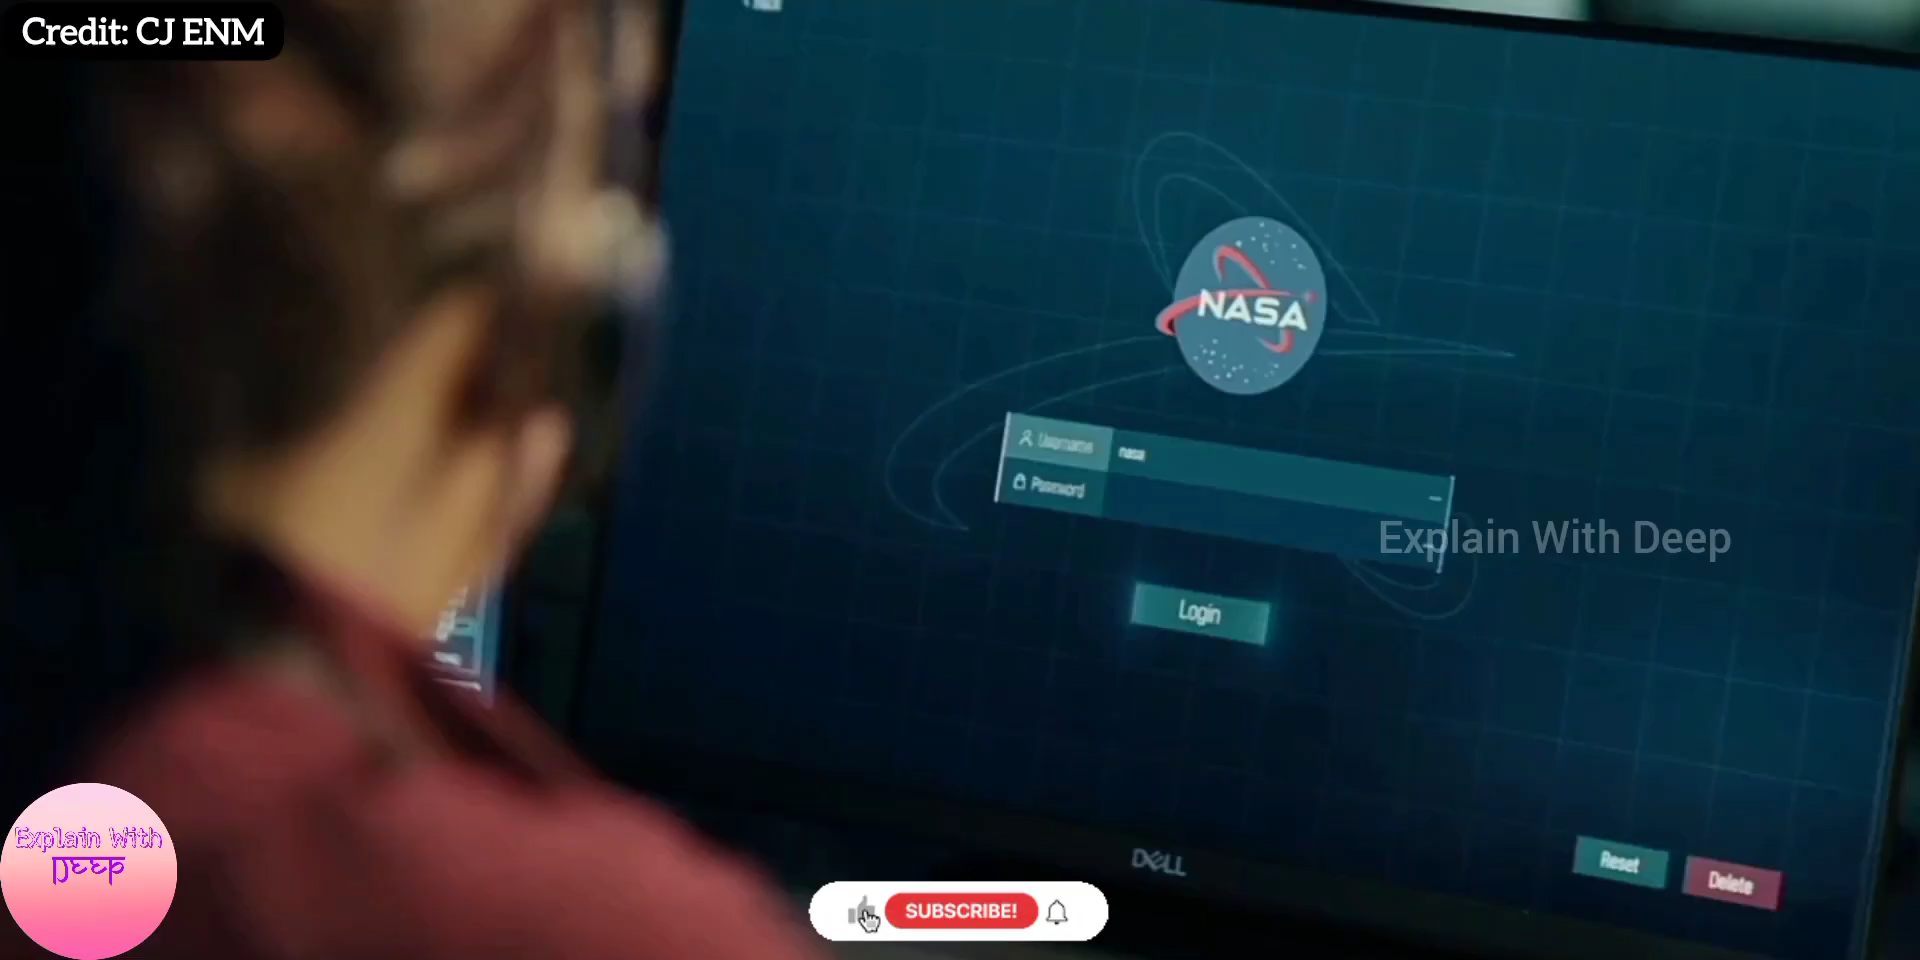 Credit: CJ ENM
NASA
Username
nasa
Password
Explain With Deep
Login
Explain With
Deep
DELL
Reset
Delete
SUBSCRIBE!